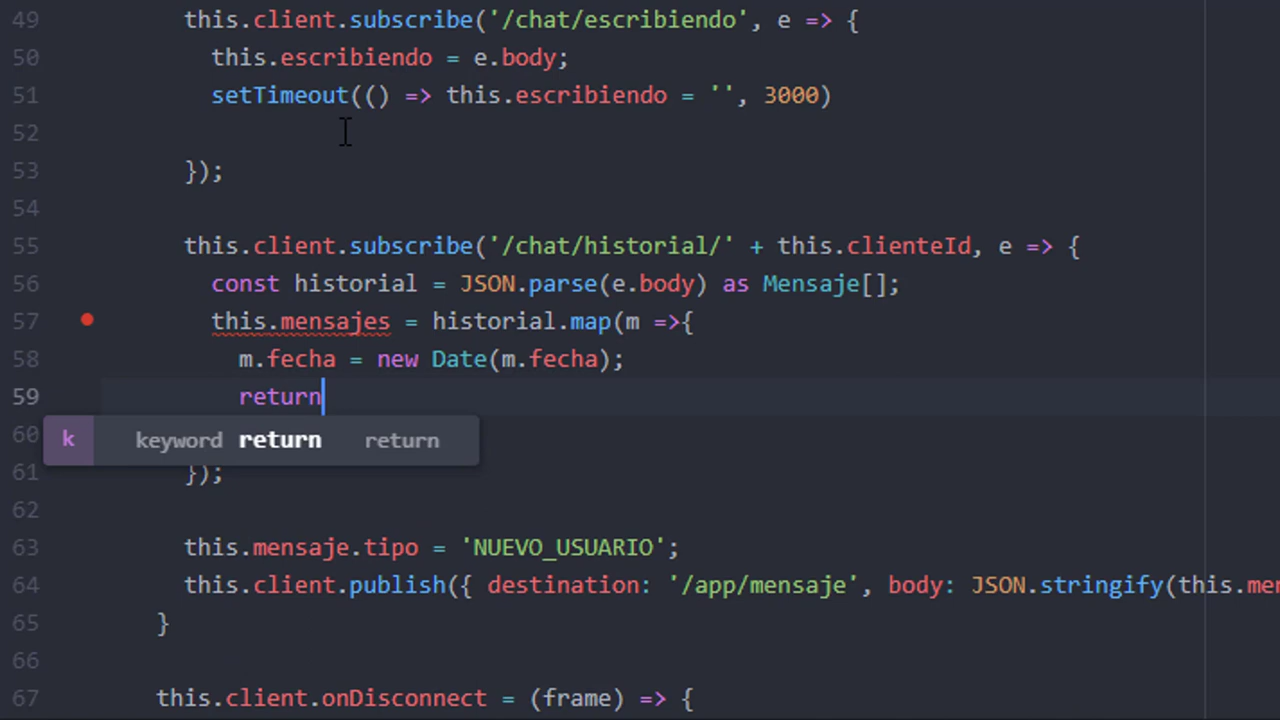 49 this.client.subscribe('/chat/escribiendo', e => {
50 this.escribiendo = e.body;
51 setTimeout(() => this.escribiendo = '', 3000)
52
53 });
54
55 this.client.subscribe('/chat/historial/' + this.clienteId, e => {
56 const historial = JSON.parse(e.body) as Mensaje[];
57 this.mensajes = historial.map(m =>{
58 m.fecha = new Date(m.fecha);
59 return
60 k keyword return return
61 });
62
63 this.mensaje.tipo = 'NUEVO_USUARIO';
64 this.client.publish({ destination: '/app/mensaje', body: JSON.stringify(this.me
65 }
66
67 this.client.onDisconnect = (frame) => {